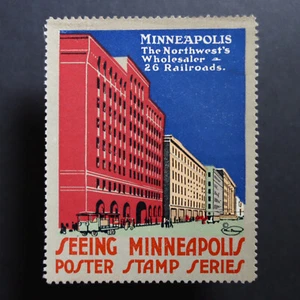 MINNEAPOLIS
The Northwest's
Wholesaler
26 Railroads.
SEEING MINNEAPOLIS
POSTER STAMP SERIES